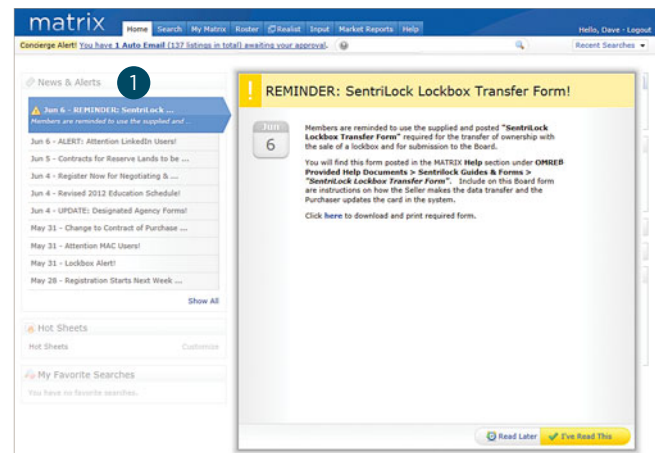 matrix
Home Search My Matrix Roster Realist Input Market Reports Help
Hello, Dave · Logout
Concierge Alert! You have 1 Auto Email (137 listings in total) awaiting your approval.
Recent Searches
News & Alerts
1
Jun 6 - REMINDER: SentriLock ...
Members are reminded to use the supplied and ..
Jun 6 - ALERT: Attention LinkedIn Users!
Jun 5 - Contracts for Reserve Lands to be ...
Jun 4 - Register Now for Negotiating & ...
Jun 4 - Revised 2012 Education Schedule!
Jun 4 - UPDATE: Designated Agency Forms!
May 31 - Change to Contract of Purchase ...
May 31 - Attention MAC Users!
May 31 - Lockbox Alert!
May 28 - Registration Starts Next Week ...
Show All
Hot Sheets
Hot Sheets Customize
My Favorite Searches
You have no favorite searches.
! REMINDER: SentriLock Lockbox Transfer Form!
Jun
6
Members are reminded to use the supplied and posted "SentriLock
Lockbox Transfer Form" required for the transfer of ownership with
the sale of a lockbox and for submission to the Board.
You will find this form posted in the MATRIX Help section under OMREB
Provided Help Documents > Sentrilock Guides & Forms >
"SentriLock Lockbox Transfer Form". Include on this Board form
are instructions on how the Seller makes the data transfer and the
Purchaser updates the card in the system.
Click here to download and print required form.
Read Later I've Read This